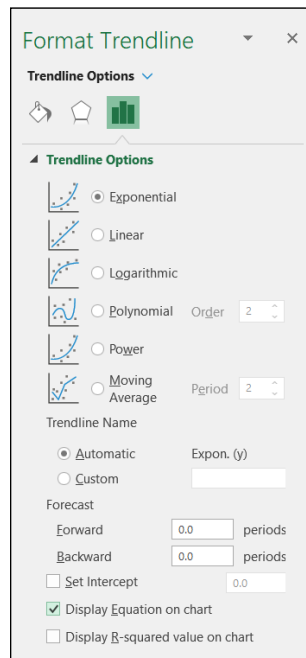 Format Trendline
Trendline Options
Trendline Options
Exponential
Linear
Logarithmic
Polynomial Order 2
Power
Moving
Average Period 2
Trendline Name
Automatic Expon. (y)
Custom
Forecast
Forward 0.0 periods
Backward 0.0 periods
Set Intercept 0.0
Display Equation on chart
Display R-squared value on chart